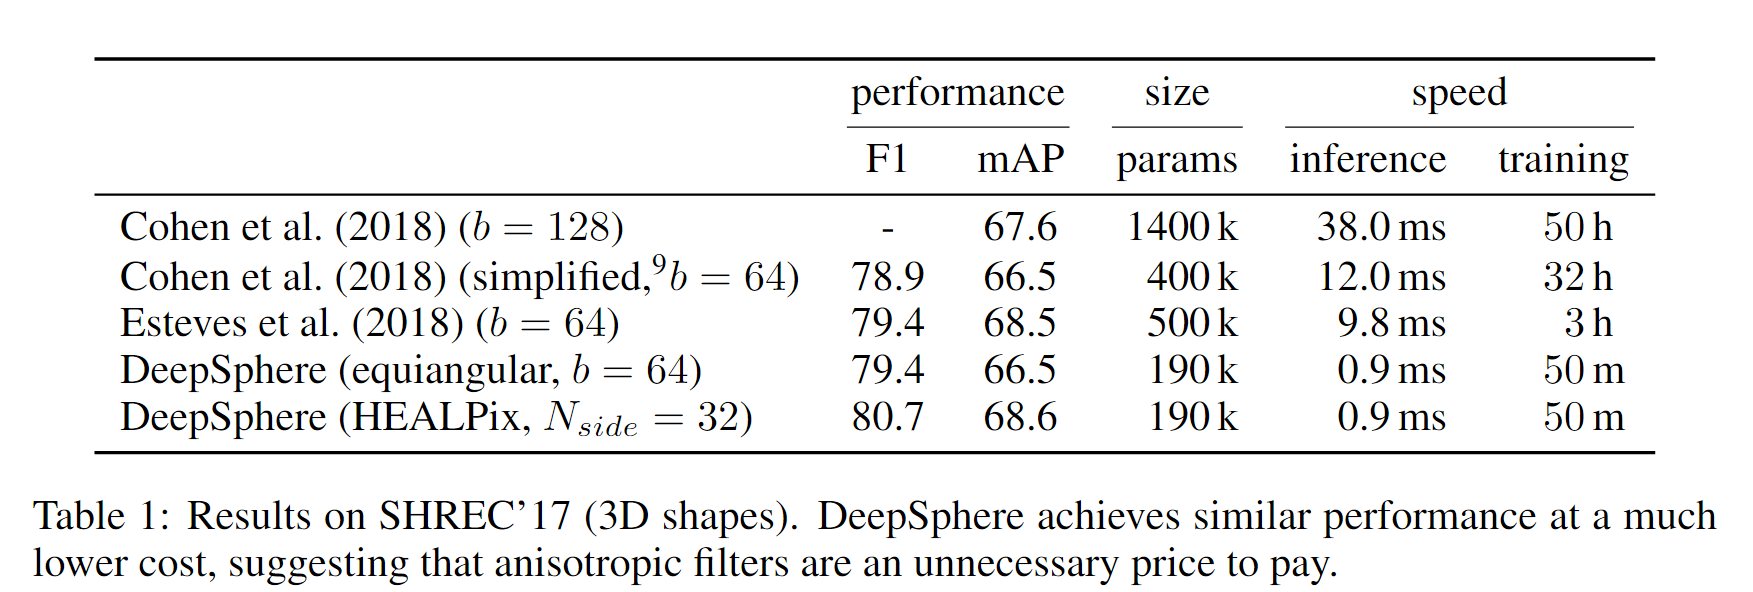 performance size speed
F1 mAP params inference training
Cohen et al. (2018) (b = 128) - 67.6 1400 k 38.0 ms 50 h
Cohen et al. (2018) (simplified,⁹b = 64) 78.9 66.5 400 k 12.0 ms 32 h
Esteves et al. (2018) (b = 64) 79.4 68.5 500 k 9.8 ms 3 h
DeepSphere (equiangular, b = 64) 79.4 66.5 190 k 0.9 ms 50 m
DeepSphere (HEALPix, N_side = 32) 80.7 68.6 190 k 0.9 ms 50 m
Table 1: Results on SHREC’17 (3D shapes). DeepSphere achieves similar performance at a much
lower cost, suggesting that anisotropic filters are an unnecessary price to pay.